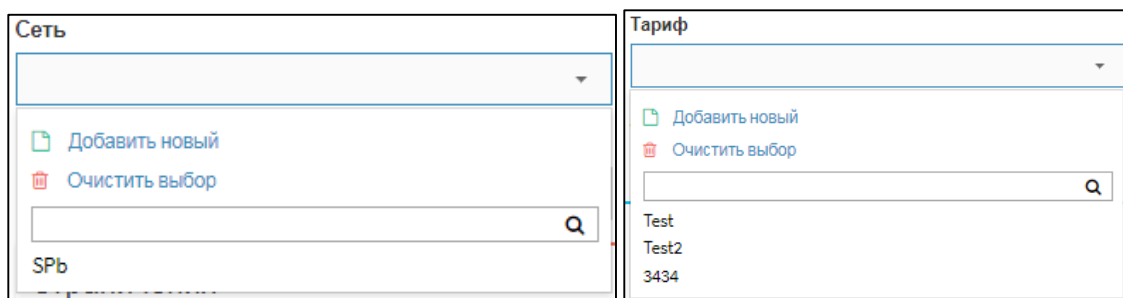 Сеть
Добавить новый
Очистить выбор
SPb
Тариф
Добавить новый
Очистить выбор
Test
Test2
3434